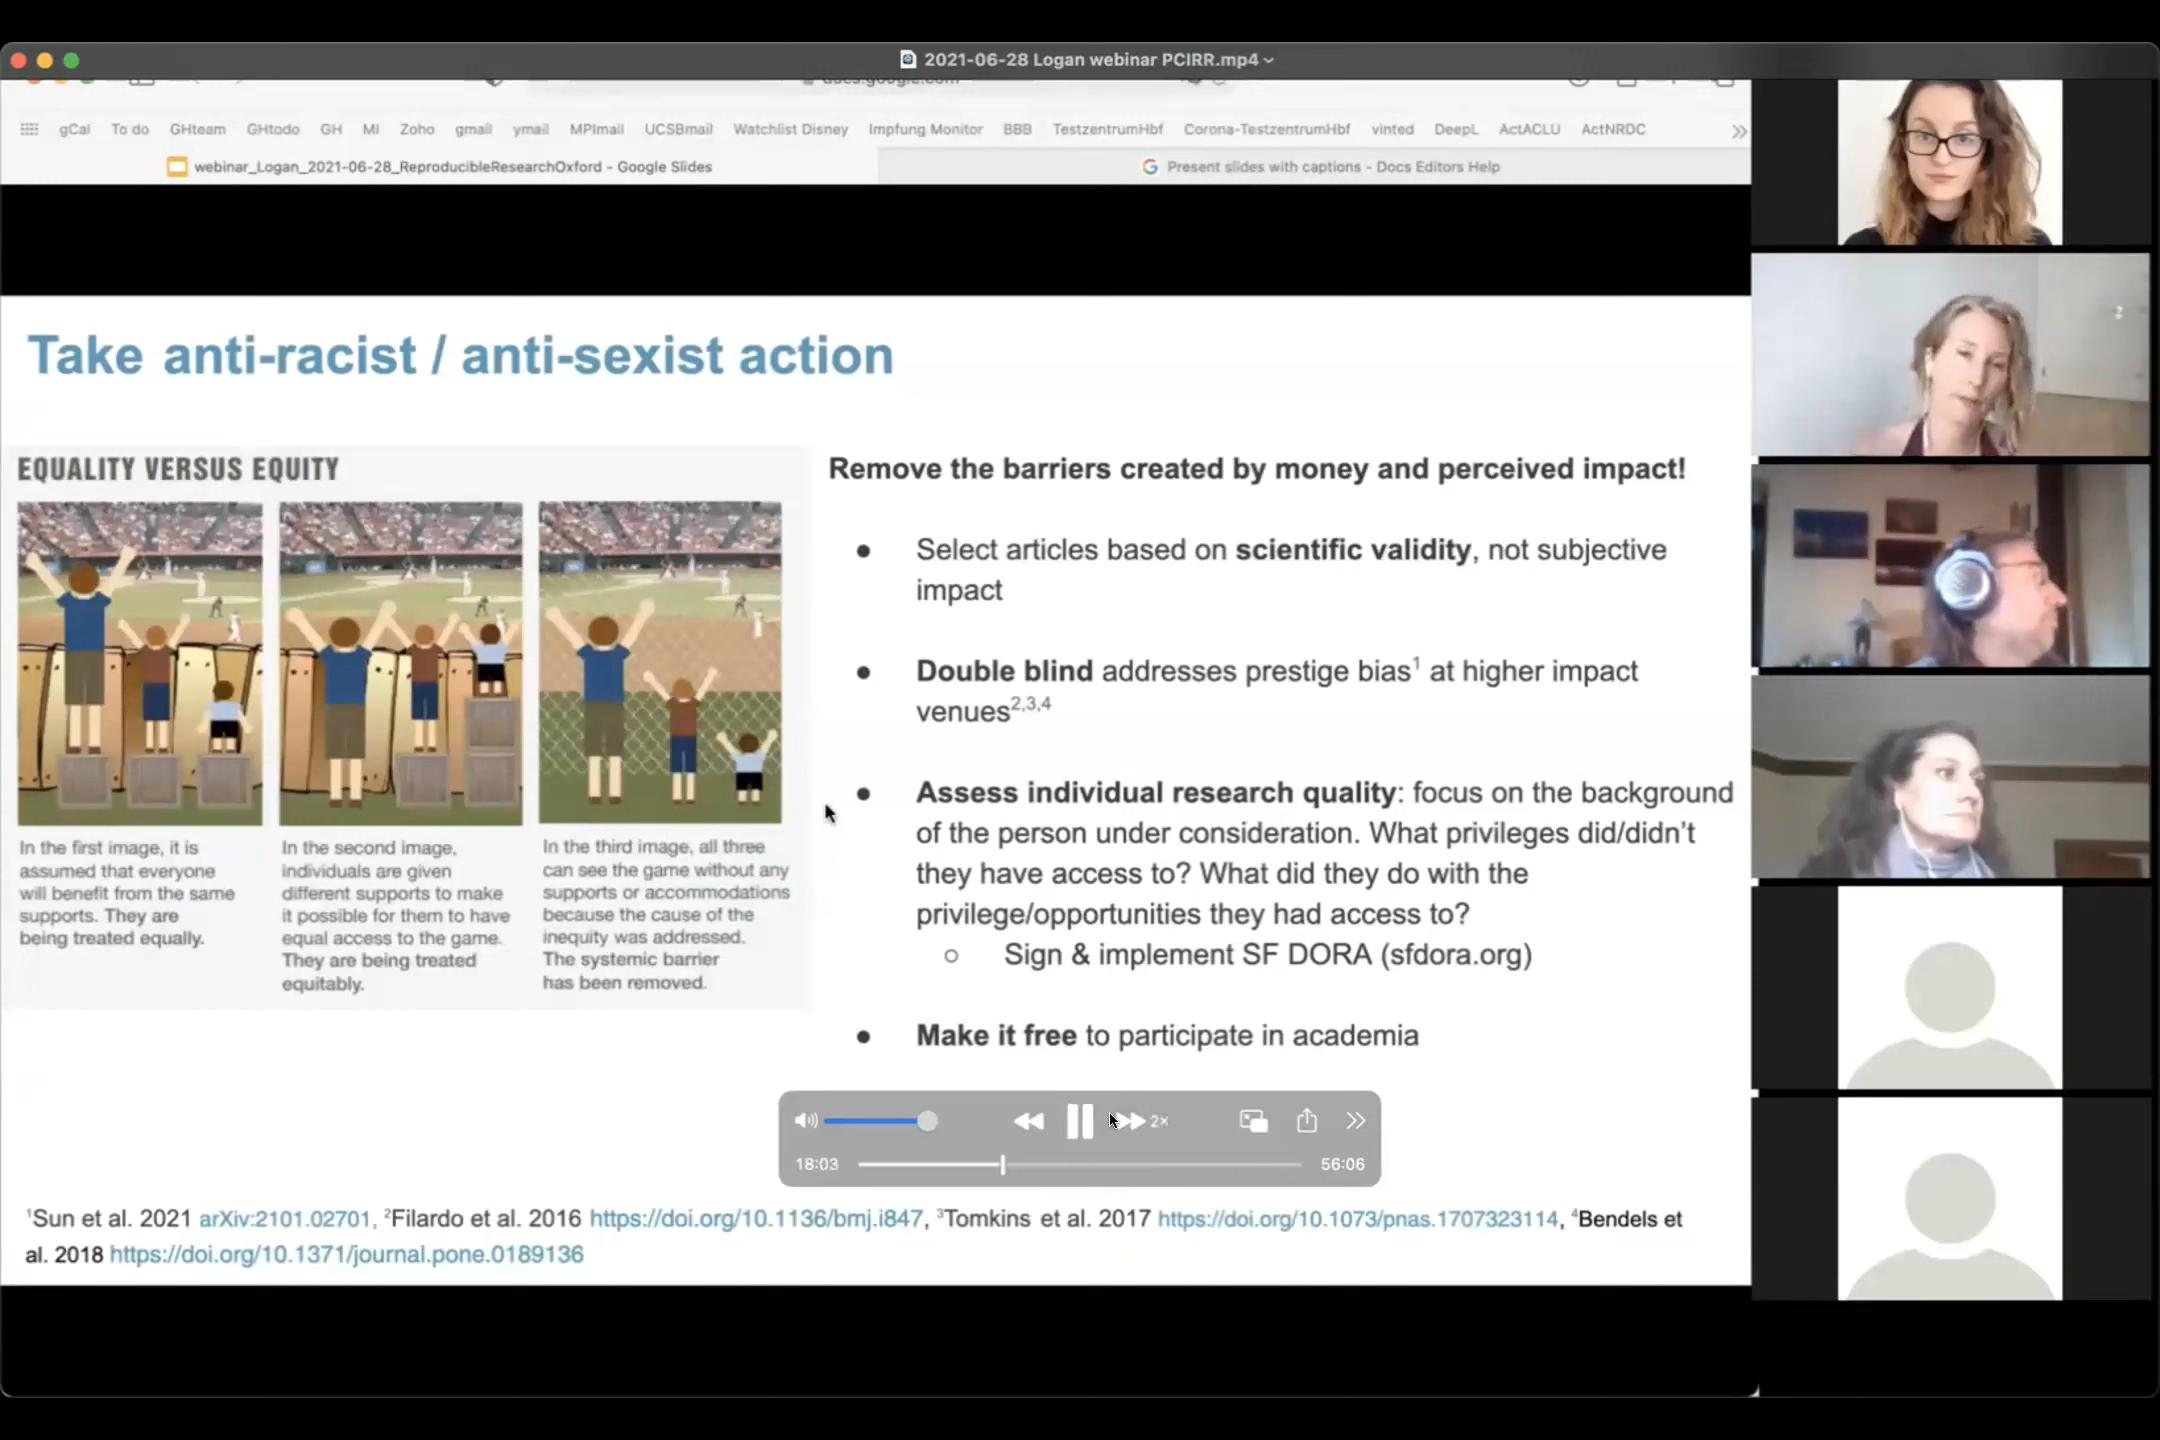 2021-06-28 Logan webinar PCIRR.mp4
docs.google.com
gCal To do GHteam GHtodo GH MI Zoho gmail ymail MPImail UCSBmail Watchlist Disney Impfung Monitor BBB TestzentrumHbf Corona-TestzentrumHbf vinted DeepL ActACLU ActNRDC
webinar_Logan_2021-06-28_ReproducibleResearchOxford - Google Slides
Present slides with captions - Docs Editors Help
Take anti-racist / anti-sexist action
EQUALITY VERSUS EQUITY
In the first image, it is
assumed that everyone
will benefit from the same
supports. They are
being treated equally.
In the second image,
individuals are given
different supports to make
it possible for them to have
equal access to the game.
They are being treated
equitably.
In the third image, all three
can see the game without any
supports or accommodations
because the cause of the
inequity was addressed.
The systemic barrier
has been removed.
Remove the barriers created by money and perceived impact!
● Select articles based on scientific validity, not subjective
impact
● Double blind addresses prestige bias¹ at higher impact
venues²,³,⁴
● Assess individual research quality: focus on the background
of the person under consideration. What privileges did/didn't
they have access to? What did they do with the
privilege/opportunities they had access to?
○ Sign & implement SF DORA (sfdora.org)
● Make it free to participate in academia
2×
18:03
56:06
¹Sun et al. 2021 arXiv:2101.02701, ²Filardo et al. 2016 https://doi.org/10.1136/bmj.i847, ³Tomkins et al. 2017 https://doi.org/10.1073/pnas.1707323114, ⁴Bendels et
al. 2018 https://doi.org/10.1371/journal.pone.0189136